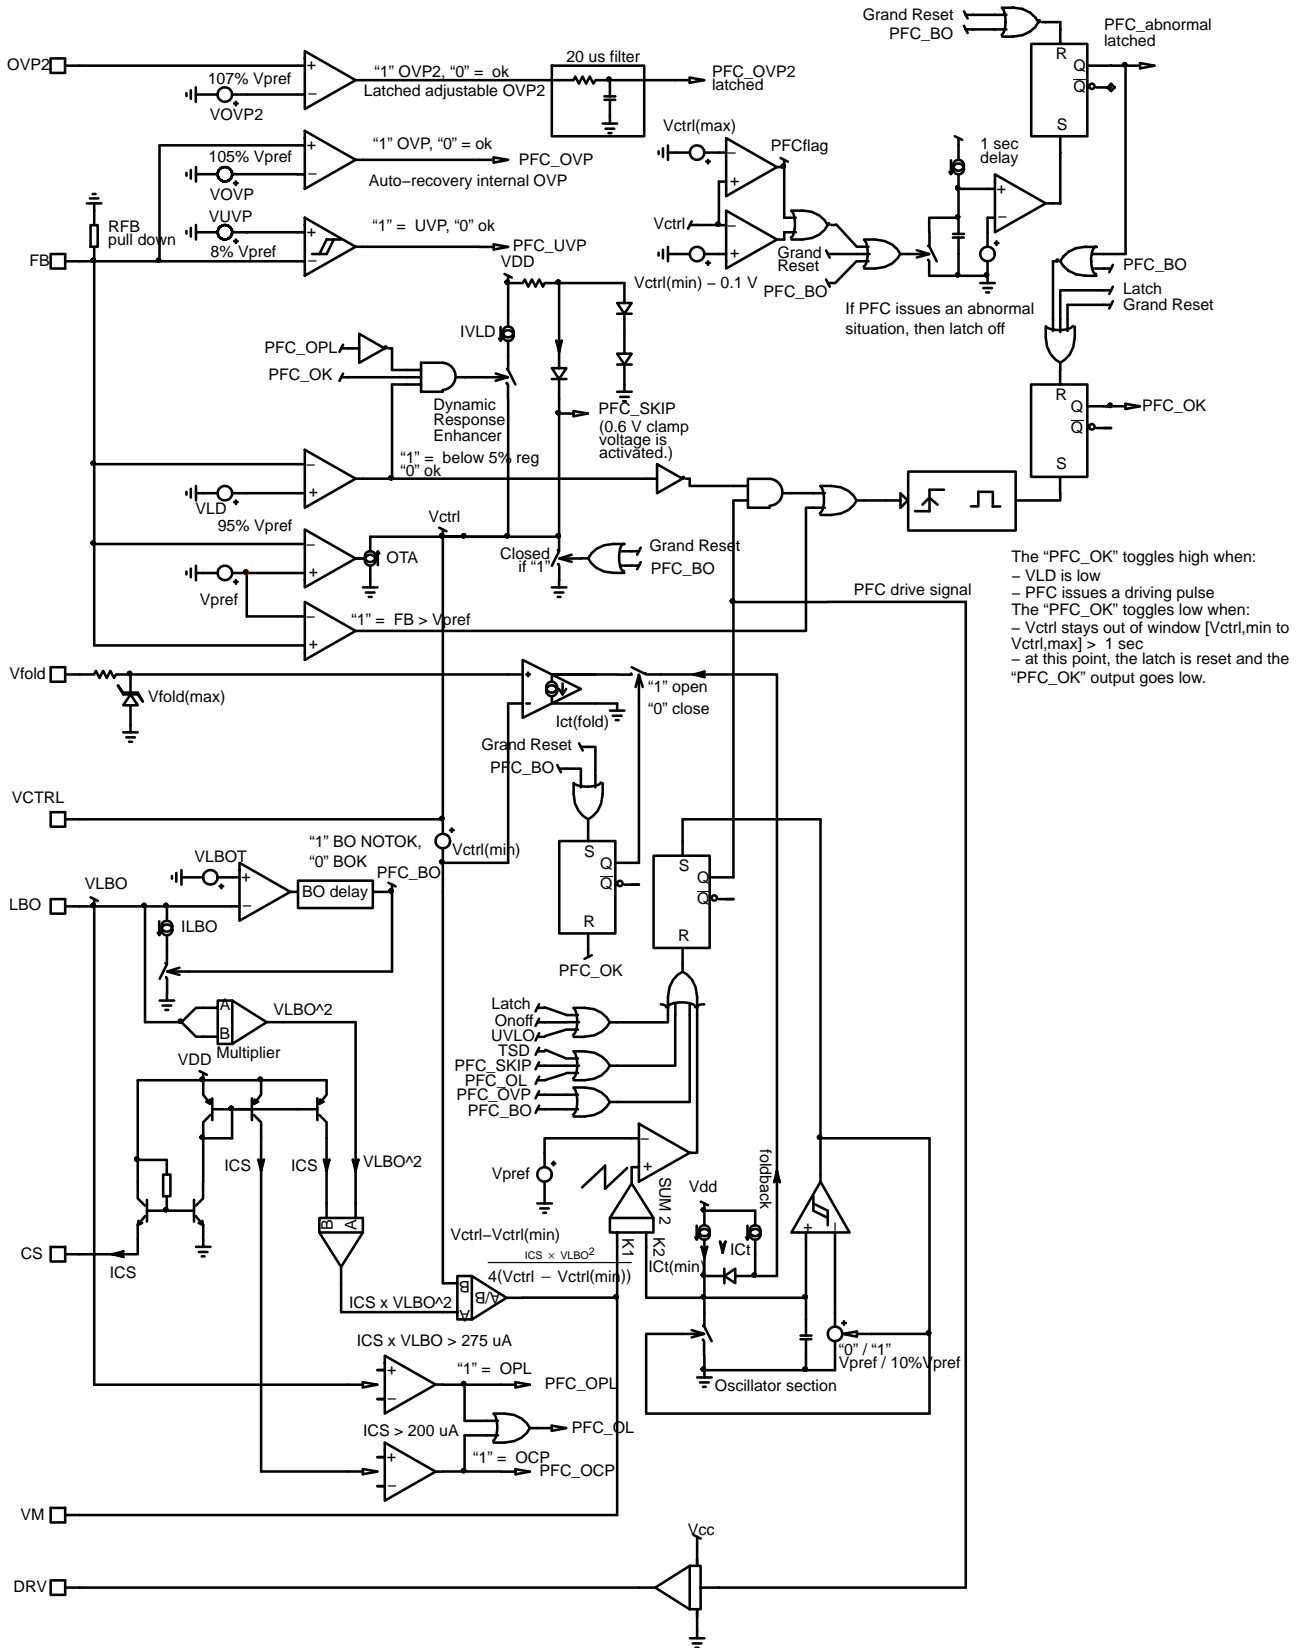 Grand Reset
PFC_BO
R
Q
Q
S
PFC_abnormal
latched
OVP2
107% Vpref
VOVP2
+
−
"1" OVP2, "0" = ok
Latched adjustable OVP2
20 us filter
PFC_OVP2
latched
105% Vpref
VOVP
+
−
"1" OVP, "0" = ok
PFC_OVP
Auto−recovery internal OVP
Vctrl(max)
−
+
PFCflag
Vctrl
−
+
Vctrl(min) − 0.1 V
Grand
Reset
PFC_BO
1 sec
delay
+
−
If PFC issues an abnormal
situation, then latch off
RFB
pull down
FB
VUVP
8% Vpref
+
−
"1" = UVP, "0" ok
PFC_UVP
VDD
PFC_BO
Latch
Grand Reset
IVLD
PFC_OPL
PFC_OK
Dynamic
Response
Enhancer
PFC_SKIP
(0.6 V clamp
voltage is
activated.)
R
Q
Q
S
PFC_OK
−
+
VLD
95% Vpref
"1" = below 5% reg
"0" ok
Vctrl
−
+
OTA
Vpref
Closed
if "1"
Grand Reset
PFC_BO
−
+
"1" = FB > Vpref
PFC drive signal
The "PFC_OK" toggles high when:
− VLD is low
− PFC issues a driving pulse
The "PFC_OK" toggles low when:
− Vctrl stays out of window [Vctrl,min to
Vctrl,max] > 1 sec
− at this point, the latch is reset and the
"PFC_OK" output goes low.
Vfold
Vfold(max)
+
−
Ict(fold)
"1" open
"0" close
Grand Reset
PFC_BO
VCTRL
Vctrl(min)
S
Q
Q
R
PFC_OK
S
Q
Q
R
"1" BO NOTOK,
"0" BOK
VLBOT
+
−
BO delay
PFC_BO
VLBO
LBO
ILBO
A
B
Multiplier
VLBO^2
Latch
Onoff
UVLO
TSD
PFC_SKIP
PFC_OL
PFC_OVP
PFC_BO
VDD
ICS
ICS
VLBO^2
B
A
CS
ICS
Vpref
−
+
SUM 2
K1
K2
foldback
Vdd
ICt
ICt(min)
+
−
Vctrl−Vctrl(min)
ICS × VLBO2
4(Vctrl − Vctrl(min))
B
A
A/B
ICS x VLBO^2
"0" / "1"
Vpref / 10%Vpref
Oscillator section
ICS x VLBO > 275 uA
+
−
"1" = OPL
PFC_OPL
ICS > 200 uA
PFC_OL
+
−
"1" = OCP
PFC_OCP
VM
Vcc
DRV